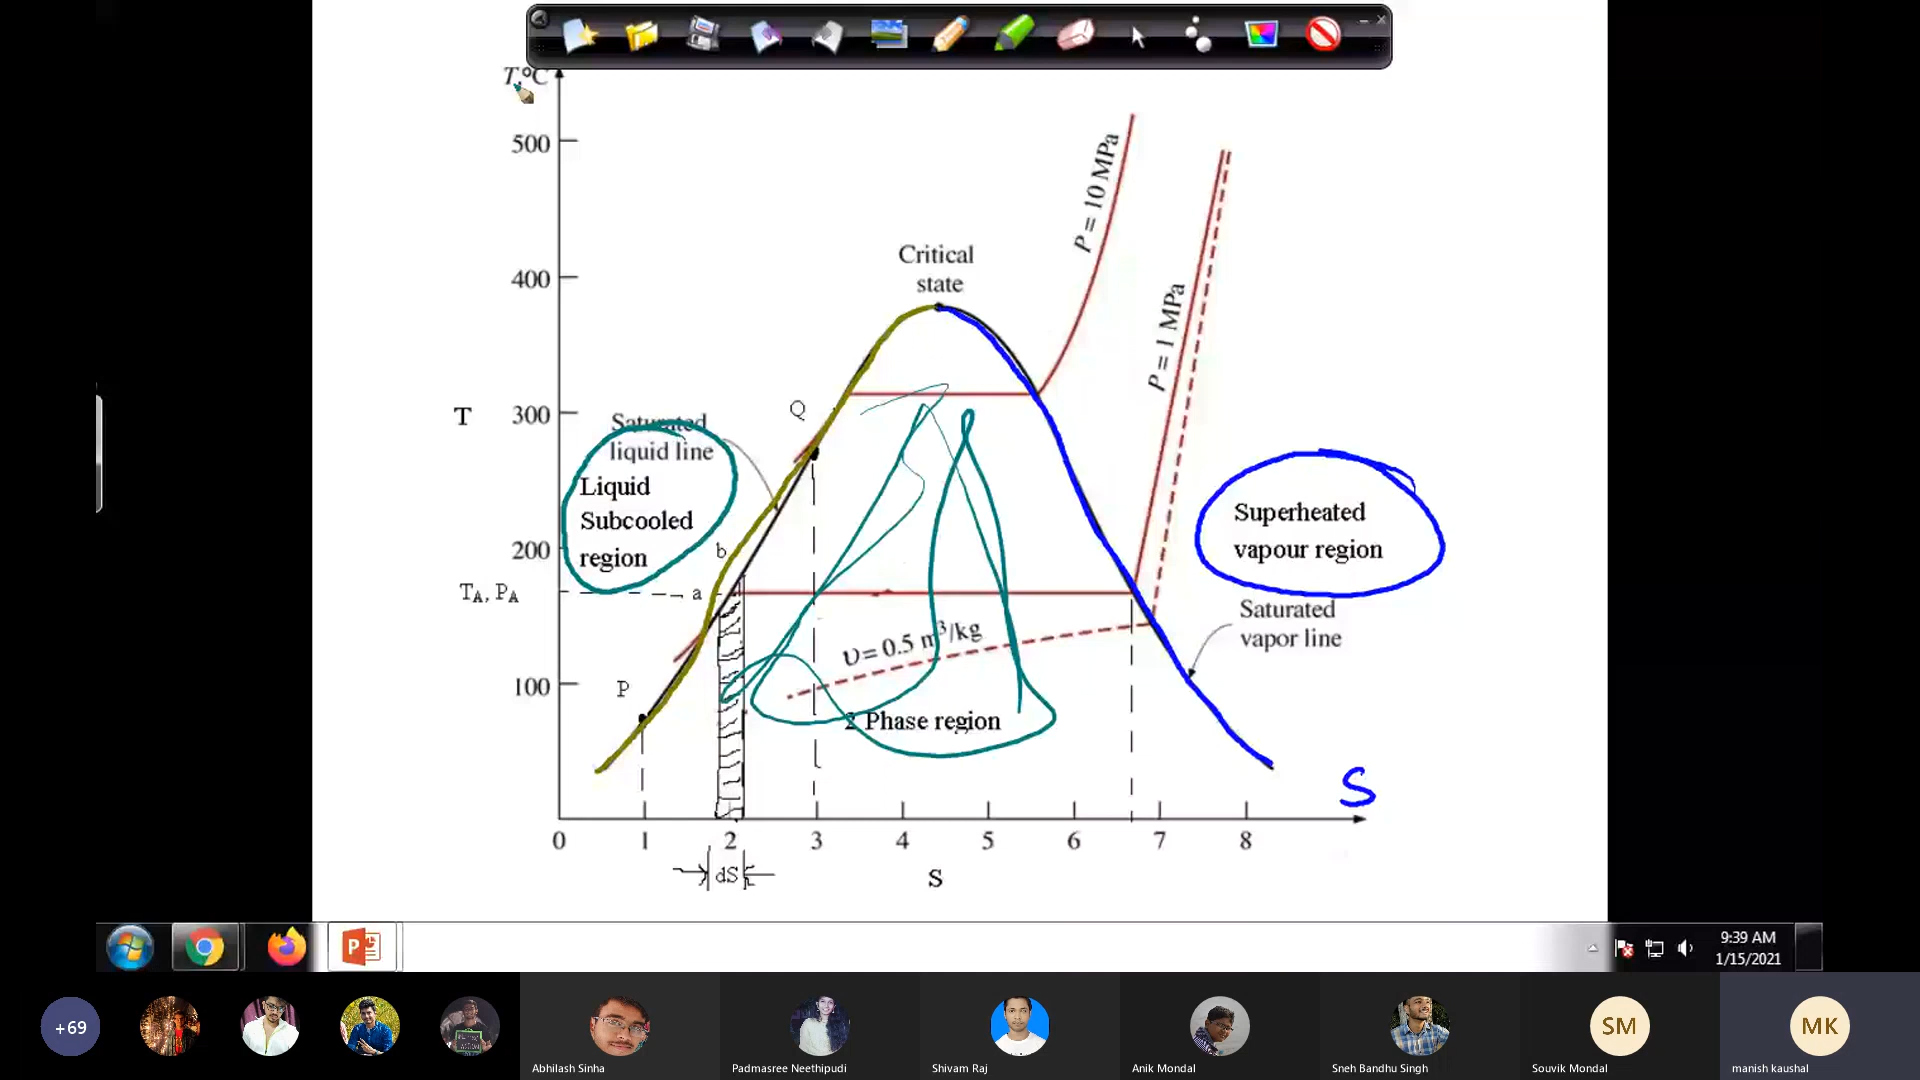 T,°C
500
400
300
200
100
T
T_A, P_A
Critical
state
P = 10 MPa
P = 1 MPa
Q
Saturated
liquid line
Liquid
Subcooled
region
b
a
P
Superheated
vapour region
Saturated
vapor line
υ = 0.5 m³/kg
2 Phase region
S
0 1 2 3 4 5 6 7 8
dS
S
9:39 AM
1/15/2021
+69
SM
MK
Abhilash Sinha
Padmasree Neethipudi
Shivam Raj
Anik Mondal
Sneh Bandhu Singh
Souvik Mondal
manish kaushal